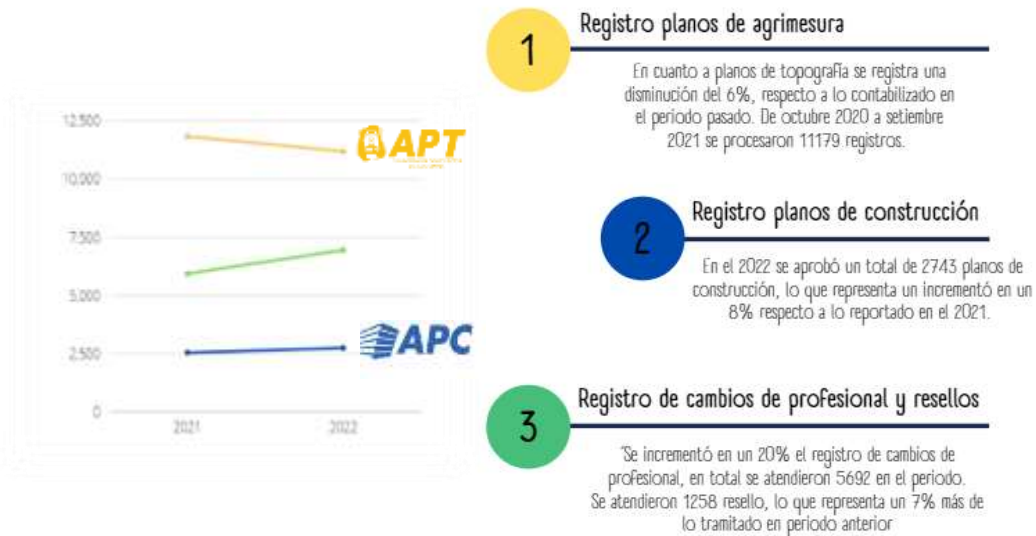 12.500
10.000
7.500
5.000
2.500
0
2021
2022
APT
APC
1
Registro planos de agrimesura
En cuanto a planos de topografía se registra una
disminución del 6%, respecto a lo contabilizado en
el periodo pasado. De octubre 2020 a setiembre
2021 se procesaron 11179 registros.
2
Registro planos de construcción
En el 2022 se aprobó un total de 2743 planos de
construcción, lo que representa un incrementó en un
8% respecto a lo reportado en el 2021.
3
Registro de cambios de profesional y resellos
"Se incrementó en un 20% el registro de cambios de
profesional, en total se atendieron 5692 en el periodo.
Se atendieron 1258 resello, lo que representa un 7% más de
lo tramitado en periodo anterior